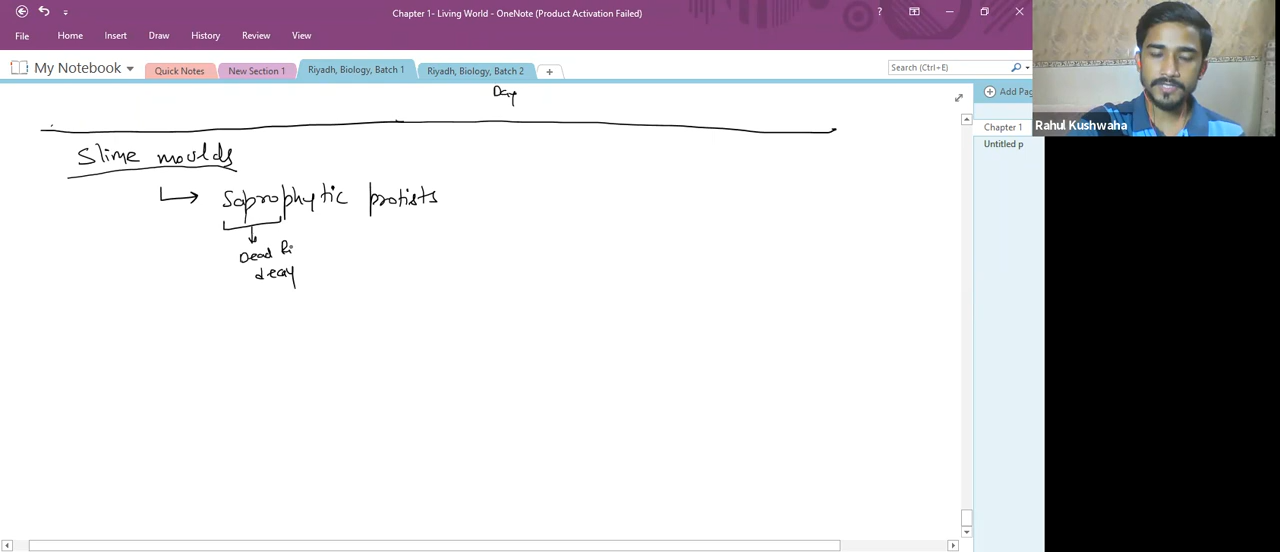 Chapter 1- Living World - OneNote (Product Activation Failed)
?
File Home Insert Draw History Review View
My Notebook Quick Notes New Section 1 Riyadh, Biology, Batch 1 Riyadh, Biology, Batch 2 + Search (Ctrl+E)
Add Pag
Chapter 1
Untitled p
Rahul Kushwaha
Slime moulds
Saprophytic protists
Dead
decay